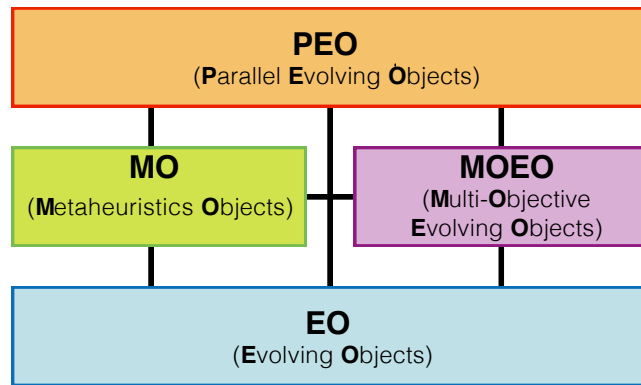 PEO
(Parallel Evolving Objects)
MO
(Metaheuristics Objects)
MOEO
(Multi-Objective
Evolving Objects)
EO
(Evolving Objects)